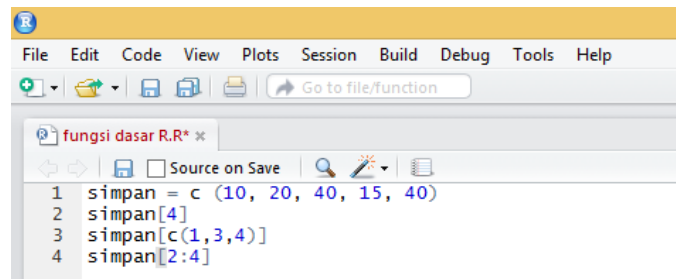 R
File Edit Code View Plots Session Build Debug Tools Help
Go to file/function
fungsi dasar R.R*
Source on Save
1 simpan = c (10, 20, 40, 15, 40)
2 simpan[4]
3 simpan[c(1,3,4)]
4 simpan[2:4]